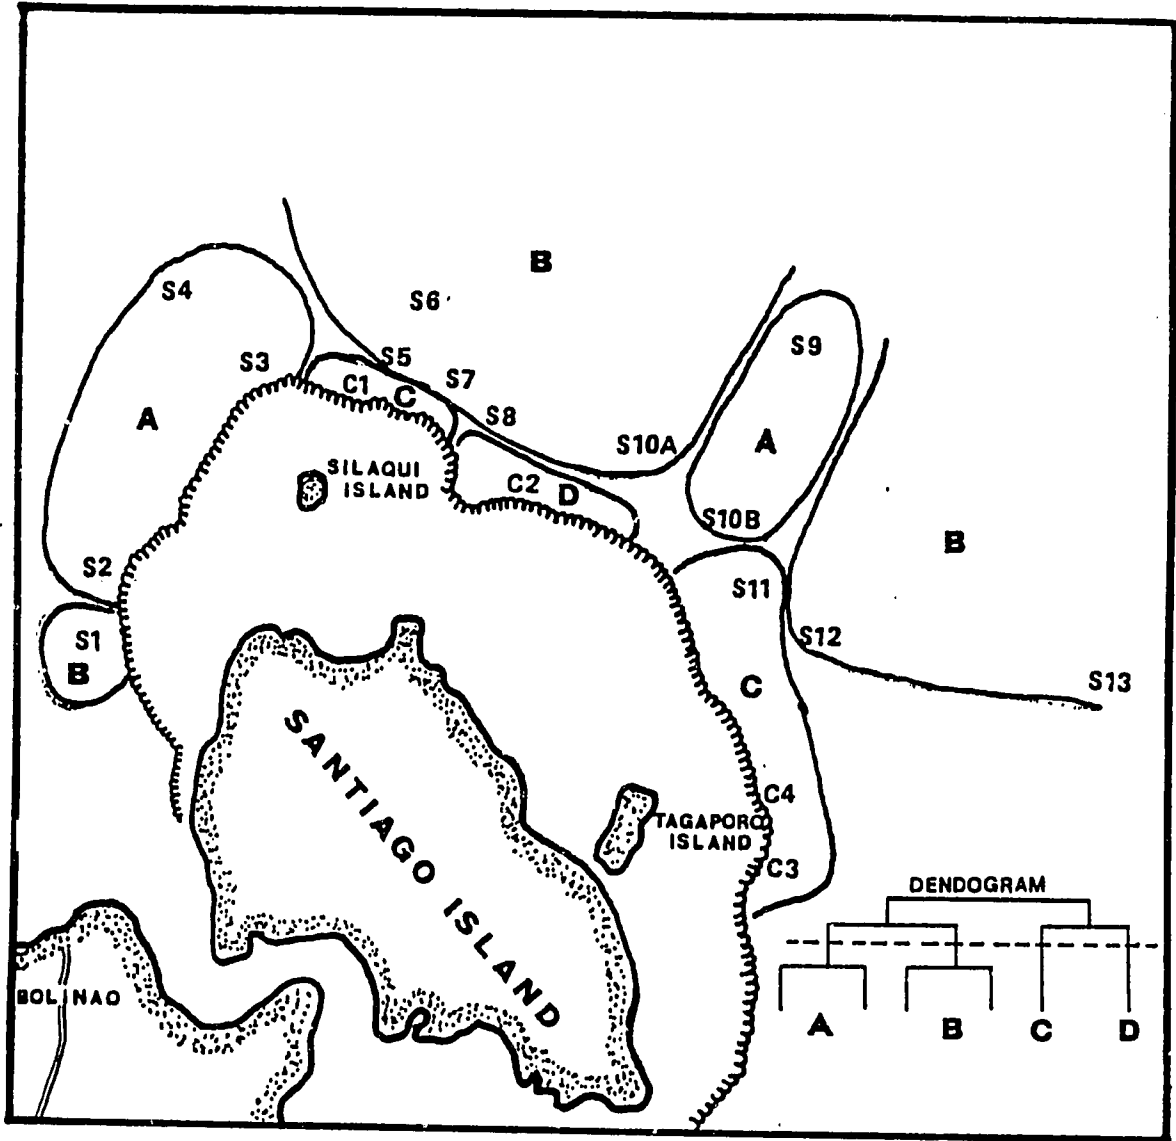 B
S4
S6
S3
S5
S9
C1
C
S7
A
S8
S10A
A
SILAQUI
ISLAND
C2
D
S10B
B
S2
S11
S1
B
S12
C
S13
SANTIAGO ISLAND
C4
TAGAPORO
ISLAND
C3
DENDOGRAM
BOLINAO
A
B
C
D